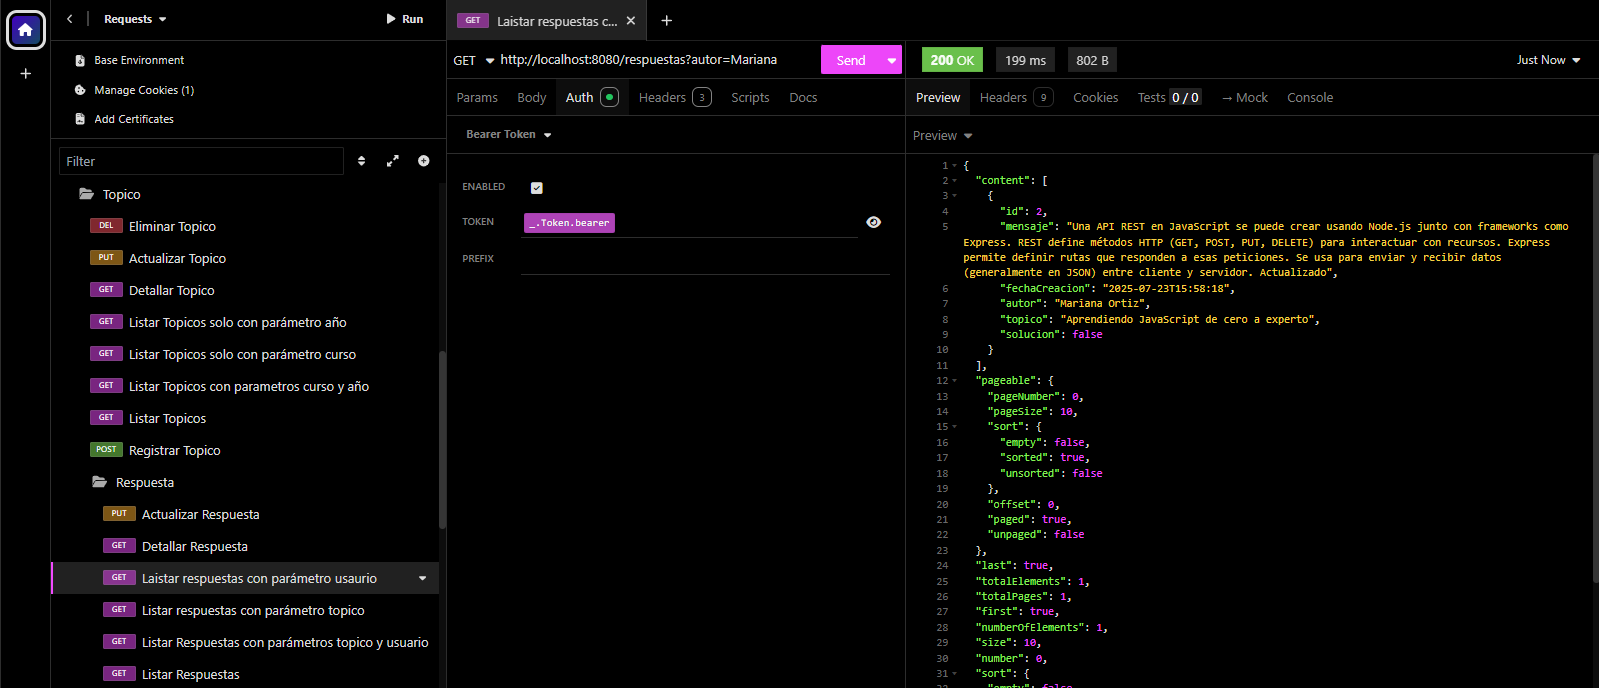 Requests
Run
Base Environment
Manage Cookies (1)
Add Certificates
Filter
Topico
DEL Eliminar Topico
PUT Actualizar Topico
GET Detallar Topico
GET Listar Topicos solo con parámetro año
GET Listar Topicos solo con parámetro curso
GET Listar Topicos con parametros curso y año
GET Listar Topicos
POST Registrar Topico
Respuesta
PUT Actualizar Respuesta
GET Detallar Respuesta
GET Laistar respuestas con parámetro usaurio
GET Listar respuestas con parámetro topico
GET Listar Respuestas con parámetros topico y usuario
GET Listar Respuestas
GET Laistar respuestas c...
GET http://localhost:8080/respuestas?autor=Mariana
Send
Params Body Auth Headers 3 Scripts Docs
Bearer Token
ENABLED
TOKEN _.Token.bearer
PREFIX
200 OK 199 ms 802 B Just Now
Preview Headers 9 Cookies Tests 0 / 0 → Mock Console
Preview
1 {
2 "content": [
3 {
4 "id": 2,
5 "mensaje": "Una API REST en JavaScript se puede crear usando Node.js junto con frameworks como
Express. REST define métodos HTTP (GET, POST, PUT, DELETE) para interactuar con recursos. Express
permite definir rutas que responden a esas peticiones. Se usa para enviar y recibir datos
(generalmente en JSON) entre cliente y servidor. Actualizado",
6 "fechaCreacion": "2025-07-23T15:58:18",
7 "autor": "Mariana Ortiz",
8 "topico": "Aprendiendo JavaScript de cero a experto",
9 "solucion": false
10 }
11 ],
12 "pageable": {
13 "pageNumber": 0,
14 "pageSize": 10,
15 "sort": {
16 "empty": false,
17 "sorted": true,
18 "unsorted": false
19 },
20 "offset": 0,
21 "paged": true,
22 "unpaged": false
23 },
24 "last": true,
25 "totalElements": 1,
26 "totalPages": 1,
27 "first": true,
28 "numberOfElements": 1,
29 "size": 10,
30 "number": 0,
31 "sort": {
32 "empty": false